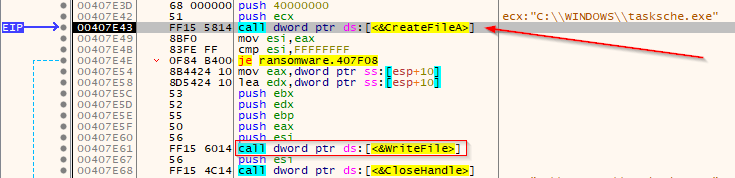 00407E3D 68 000000 push 40000000
00407E42 51 push ecx ecx:"C:\\WINDOWS\\tasksche.exe"
EIP 00407E43 FF15 5814 call dword ptr ds:[<&CreateFileA>]
00407E49 8BF0 mov esi,eax
00407E4B 83FE FF cmp esi,FFFFFFFF
00407E4E 0F84 B400 je ransomware.407F08
00407E54 8B4424 10 mov eax,dword ptr ss:[esp+10]
00407E58 8D5424 10 lea edx,dword ptr ss:[esp+10]
00407E5C 53 push ebx
00407E5D 52 push edx
00407E5E 55 push ebp
00407E5F 50 push eax
00407E60 56 push esi
00407E61 FF15 6014 call dword ptr ds:[<&WriteFile>]
00407E67 56 push esi
00407E68 FF15 4C14 call dword ptr ds:[<&CloseHandle>]